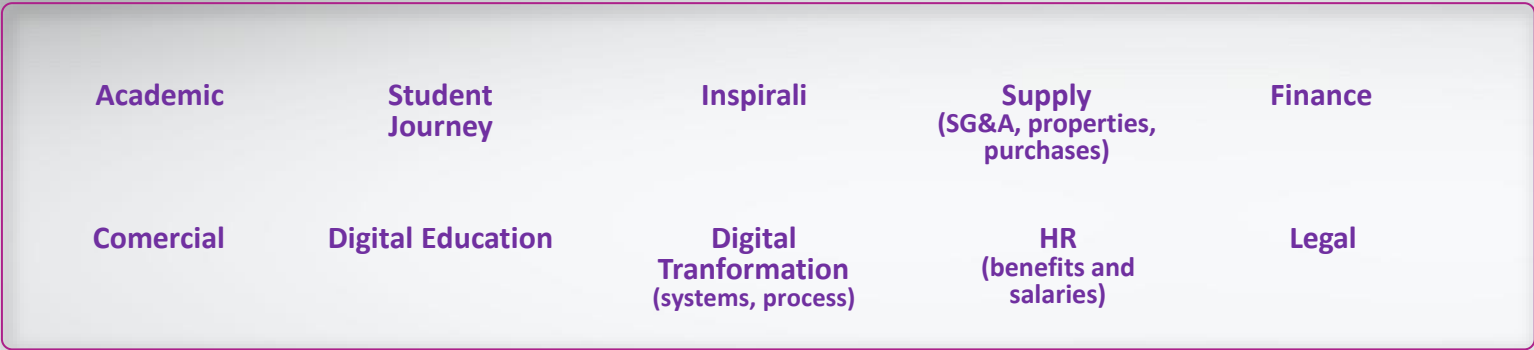 Academic
Student
Journey
Inspirali
Supply
(SG&A, properties,
purchases)
Finance
Comercial
Digital Education
Digital
Tranformation
(systems, process)
HR
(benefits and
salaries)
Legal